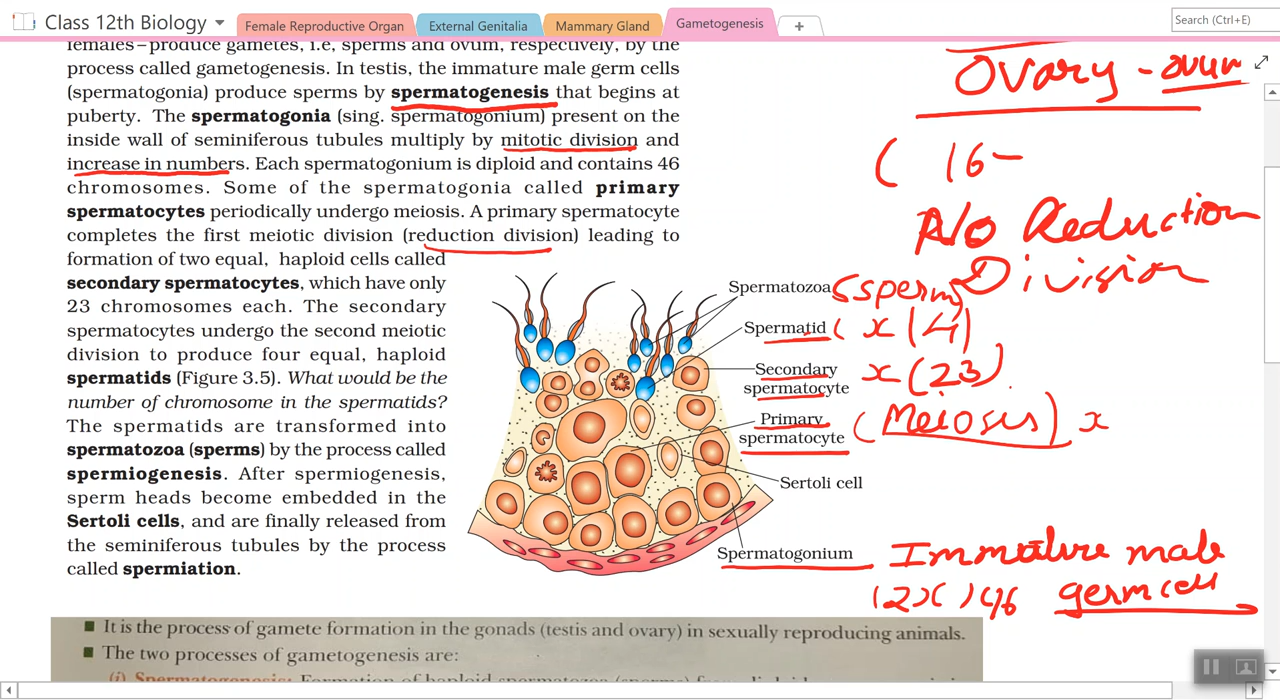 Class 12th Biology
Female Reproductive Organ
External Genitalia
Mammary Gland
Gametogenesis
Search (Ctrl+E)
females–produce gametes, i.e, sperms and ovum, respectively, by the
process called gametogenesis. In testis, the immature male germ cells
(spermatogonia) produce sperms by spermatogenesis that begins at
puberty. The spermatogonia (sing. spermatogonium) present on the
inside wall of seminiferous tubules multiply by mitotic division and
increase in numbers. Each spermatogonium is diploid and contains 46
chromosomes. Some of the spermatogonia called primary
spermatocytes periodically undergo meiosis. A primary spermatocyte
completes the first meiotic division (reduction division) leading to
formation of two equal, haploid cells called
secondary spermatocytes, which have only
23 chromosomes each. The secondary
spermatocytes undergo the second meiotic
division to produce four equal, haploid
spermatids (Figure 3.5). What would be the
number of chromosome in the spermatids?
The spermatids are transformed into
spermatozoa (sperms) by the process called
spermiogenesis. After spermiogenesis,
sperm heads become embedded in the
Sertoli cells, and are finally released from
the seminiferous tubules by the process
called spermiation.
Ovary - ovum
( 16-
No Reduction
Division
Spermatozoa (sperm)
Spermatid ( x (4)
Secondary
spermatocyte
x (23)
Primary
spermatocyte
(Meiosis) x
Sertoli cell
Spermatogonium
Immature male
germ cell
(2x) 46
It is the process of gamete formation in the gonads (testis and ovary) in sexually reproducing animals.
The two processes of gametogenesis are: